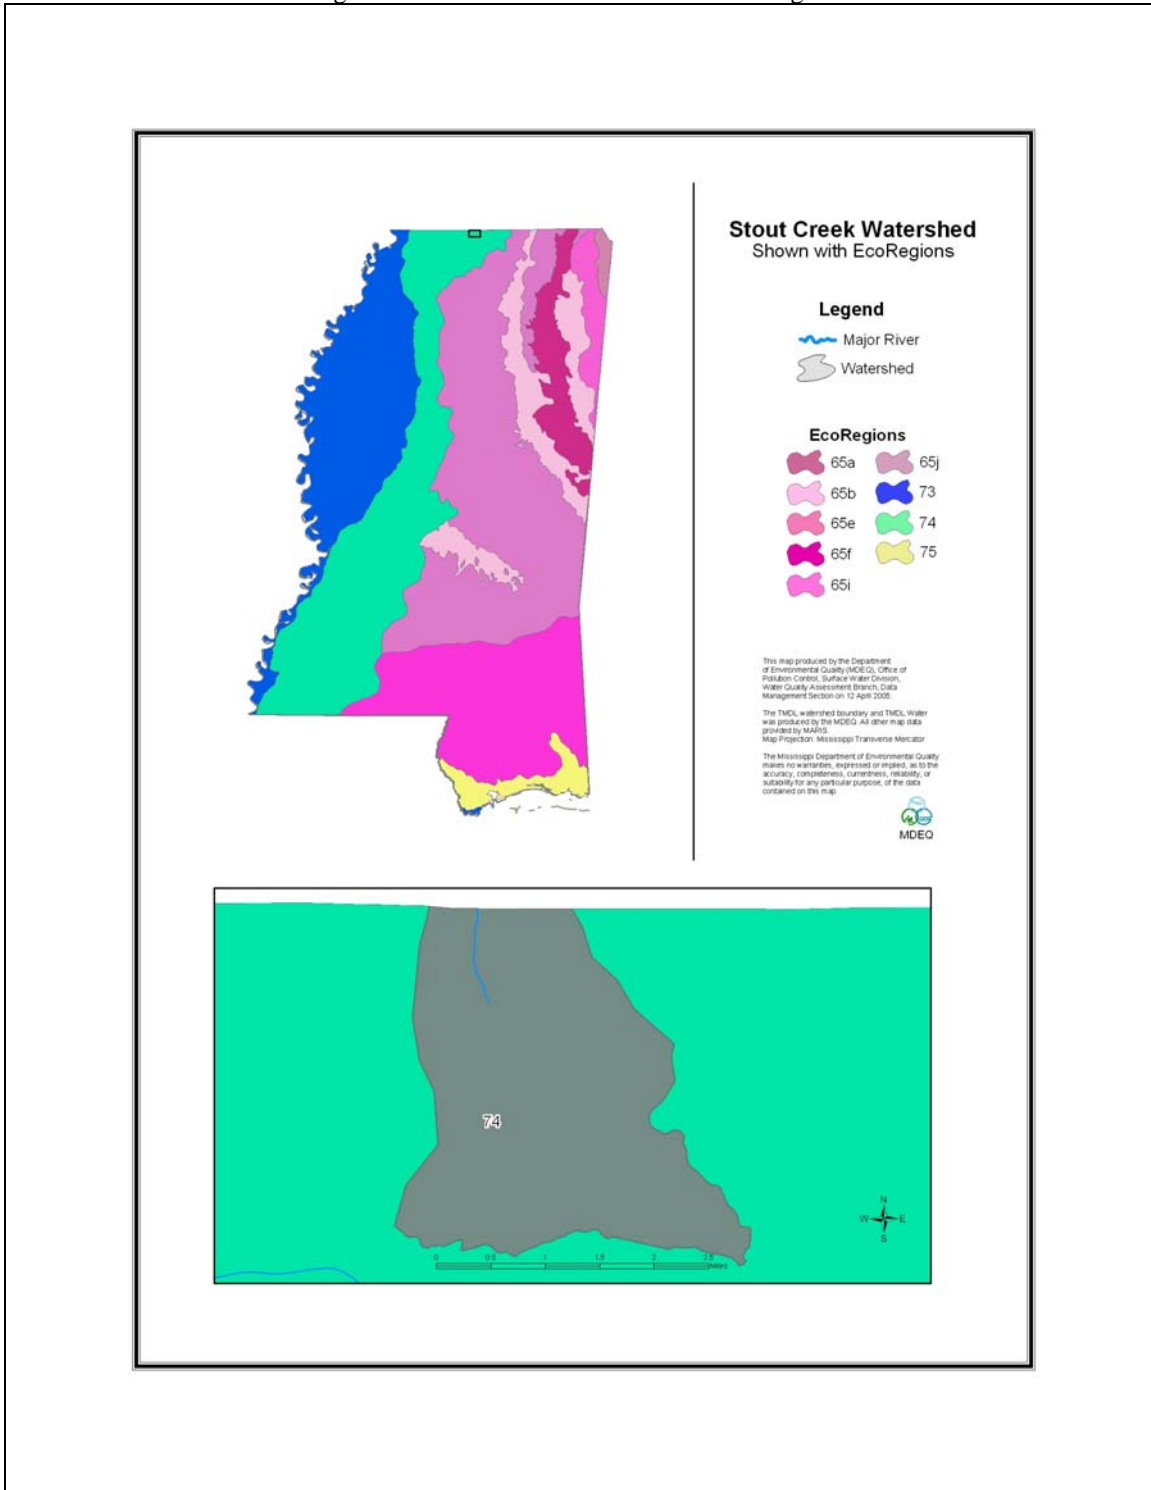 Stout Creek Watershed
Shown with EcoRegions
Legend
Major River
Watershed
EcoRegions
65a
65j
65b
73
65e
74
65f
75
65i
This map produced by the Department
of Environmental Quality (MDEQ), Office of
Pollution Control, Surface Water Division,
Water Quality Assessment Branch, Data
Management Section on 12 April 2005.
The TMDL watershed boundary and TMDL Water
was produced by the MDEQ. All other map data
provided by MARIS.
Map Projection: Mississippi Transverse Mercator
The Mississippi Department of Environmental Quality
makes no warranties, expressed or implied, as to the
accuracy, completeness, currentness, reliability, or
suitability for any particular purpose, of the data
contained on this map.
MDEQ
74
N
W E
S
0 0.5 1 1.5 2 2.5
Miles